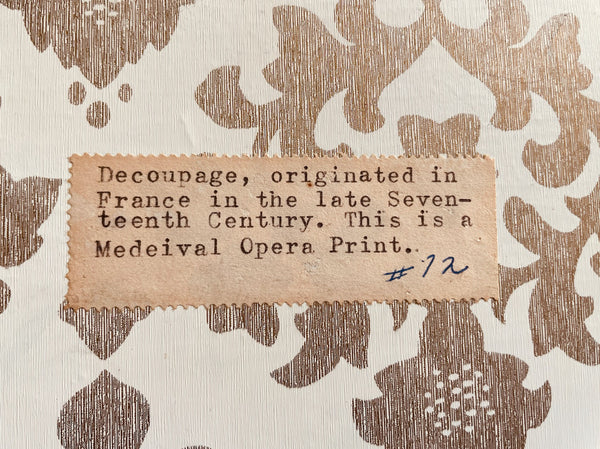 Decoupage, originated in
France in the late Seven-
teenth Century. This is a
Medeival Opera Print..
#12